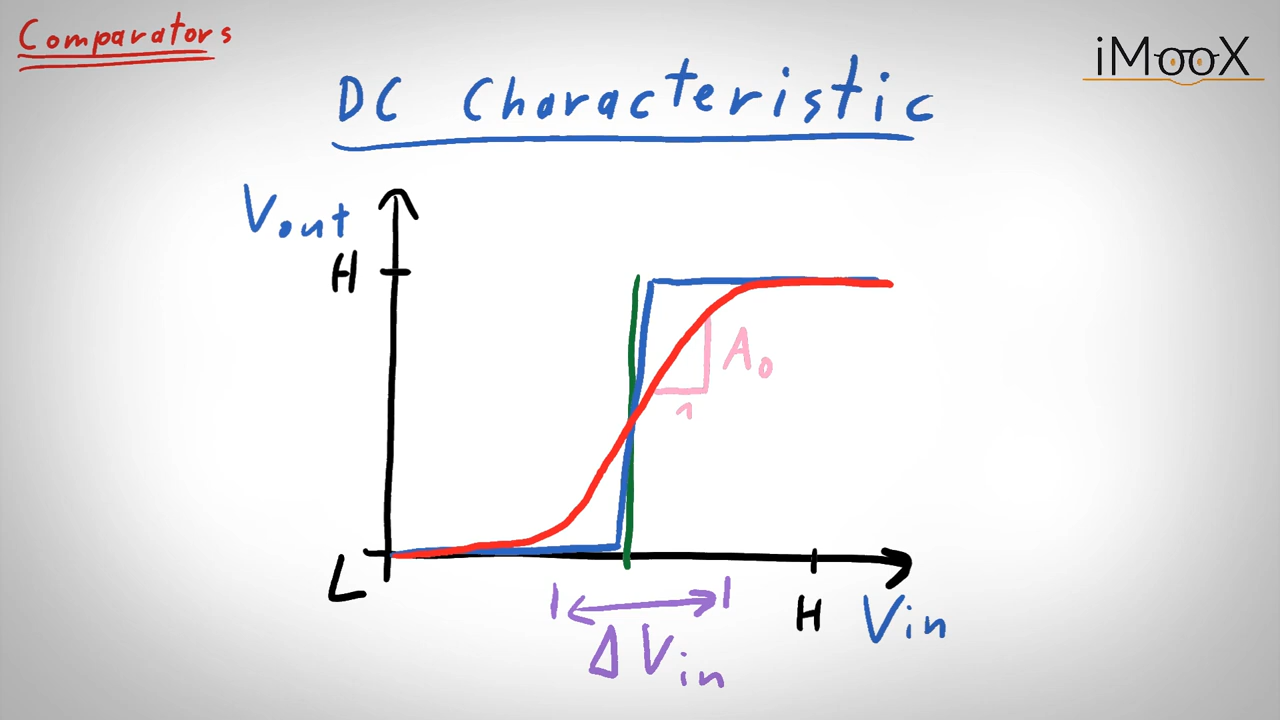 Comparators
iMooX
DC Characteristic
Vout
H
A0
1
L
H
Vin
ΔVin